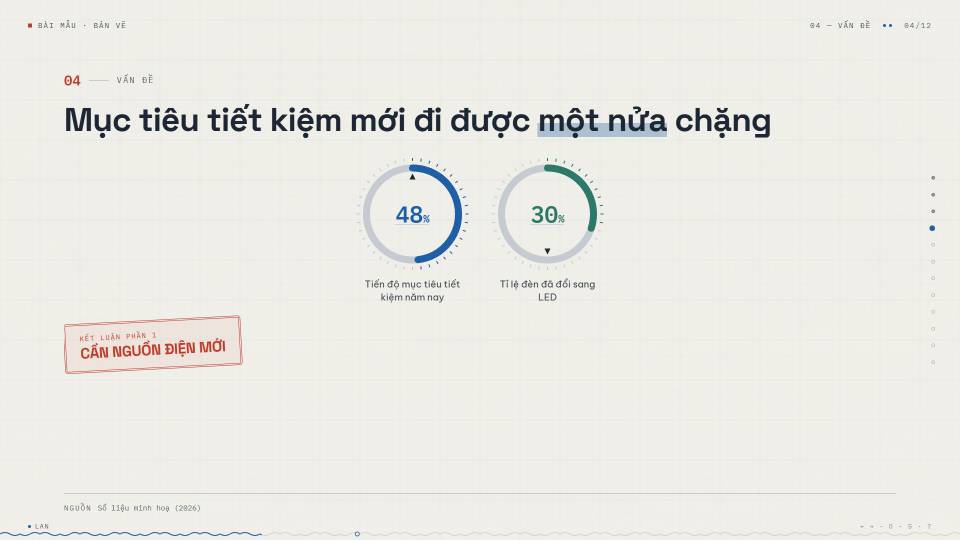 BÀI MẪU · BẢN VẼ
04 — VẤN ĐỀ
04/12
04 — VẤN ĐỀ
Mục tiêu tiết kiệm mới đi được một nửa chặng
48%
30%
Tiến độ mục tiêu tiết
kiệm năm nay
Tỉ lệ đèn đã đổi sang
LED
KẾT LUẬN PHẦN 1
CẦN NGUỒN ĐIỆN MỚI
NGUỒN Số liệu minh hoạ (2026)
LAN